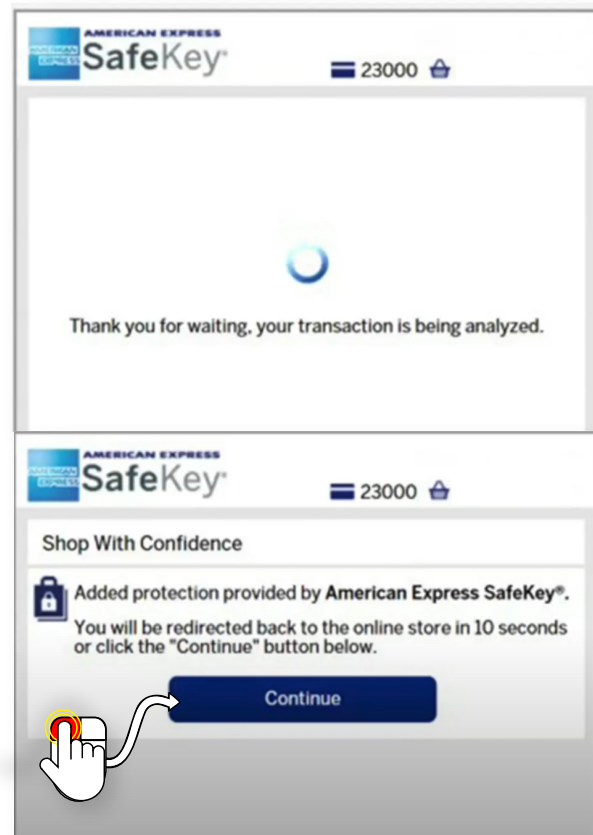 AMERICAN EXPRESS
SafeKey®
23000
Thank you for waiting, your transaction is being analyzed.
AMERICAN EXPRESS
SafeKey®
23000
Shop With Confidence
Added protection provided by American Express SafeKey®.
You will be redirected back to the online store in 10 seconds
or click the "Continue" button below.
Continue